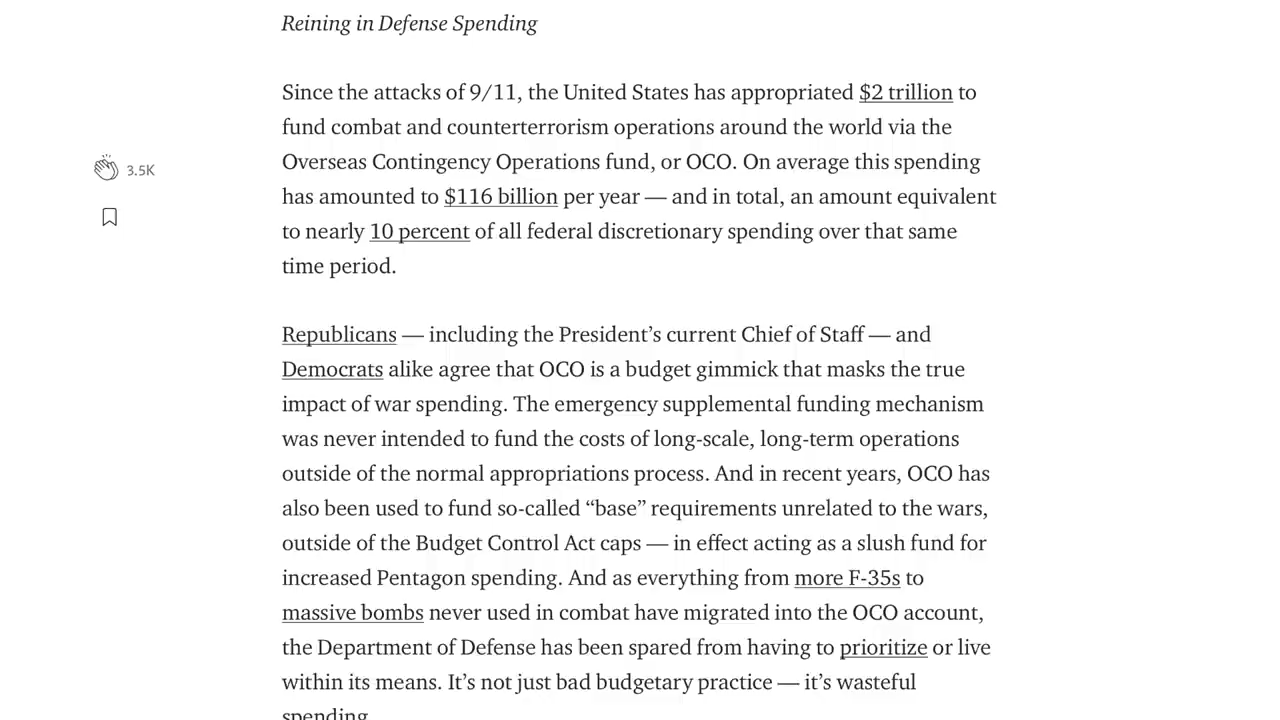 Reining in Defense Spending
Since the attacks of 9/11, the United States has appropriated $2 trillion to
fund combat and counterterrorism operations around the world via the
Overseas Contingency Operations fund, or OCO. On average this spending
has amounted to $116 billion per year — and in total, an amount equivalent
to nearly 10 percent of all federal discretionary spending over that same
time period.
3.5K
Republicans — including the President’s current Chief of Staff — and
Democrats alike agree that OCO is a budget gimmick that masks the true
impact of war spending. The emergency supplemental funding mechanism
was never intended to fund the costs of long-scale, long-term operations
outside of the normal appropriations process. And in recent years, OCO has
also been used to fund so-called “base” requirements unrelated to the wars,
outside of the Budget Control Act caps — in effect acting as a slush fund for
increased Pentagon spending. And as everything from more F-35s to
massive bombs never used in combat have migrated into the OCO account,
the Department of Defense has been spared from having to prioritize or live
within its means. It’s not just bad budgetary practice — it’s wasteful
spending.